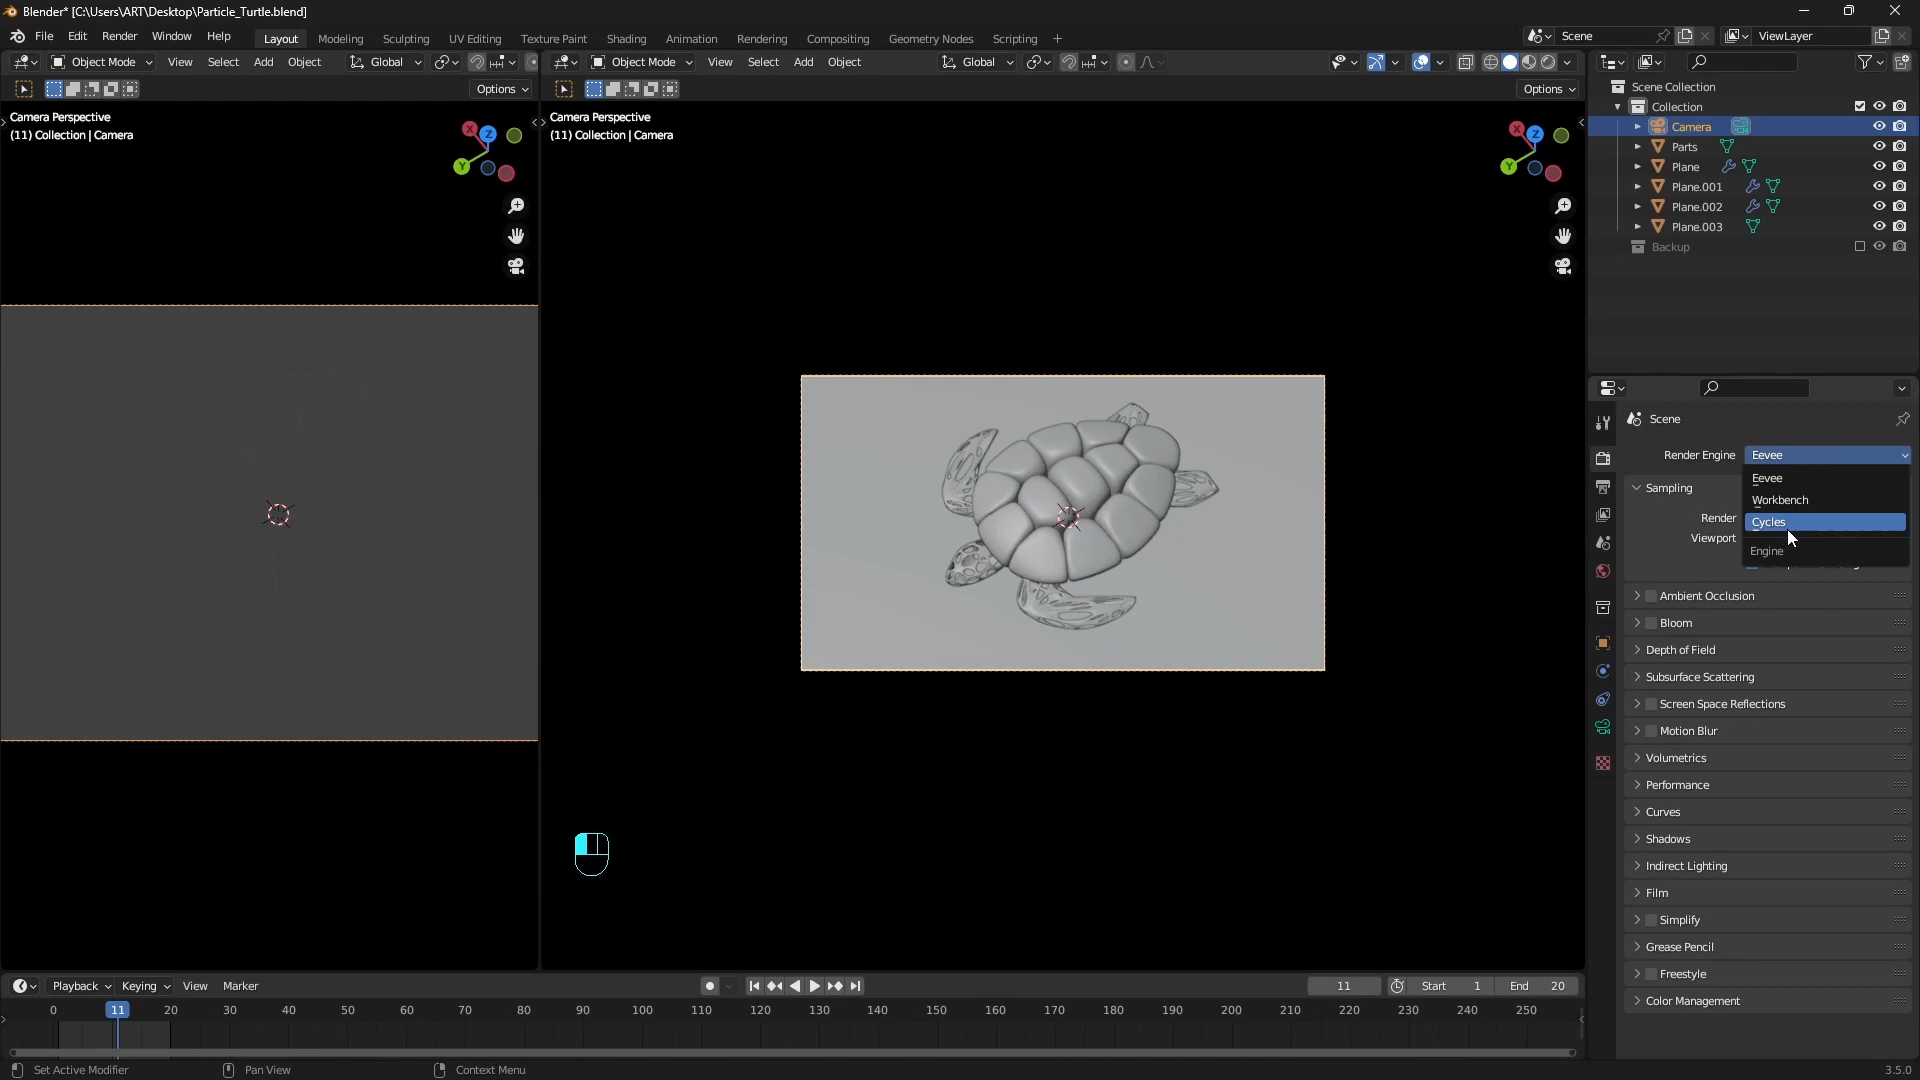 Blender* [C:\Users\ART\Desktop\Particle_Turtle.blend]
File Edit Render Window Help Layout Modeling Sculpting UV Editing Texture Paint Shading Animation Rendering Compositing Geometry Nodes Scripting + Scene ViewLayer
Object Mode View Select Add Object Global Object Mode View Select Add Object Global
Options Options
Scene Collection
Collection
Camera
Parts
Plane
Plane.001
Plane.002
Plane.003
Backup
Camera Perspective
(11) Collection | Camera
X Z
Y
Camera Perspective
(11) Collection | Camera
X Z
Y
Scene
Render Engine Eevee
Eevee
Workbench
Cycles
Engine
Sampling
Render
Viewport
Ambient Occlusion
Bloom
Depth of Field
Subsurface Scattering
Screen Space Reflections
Motion Blur
Volumetrics
Performance
Curves
Shadows
Indirect Lighting
Film
Simplify
Grease Pencil
Freestyle
Color Management
Playback Keying View Marker 11 Start 1 End 20
0 11 20 30 40 50 60 70 80 90 100 110 120 130 140 150 160 170 180 190 200 210 220 230 240 250
Set Active Modifier Pan View Context Menu 3.5.0